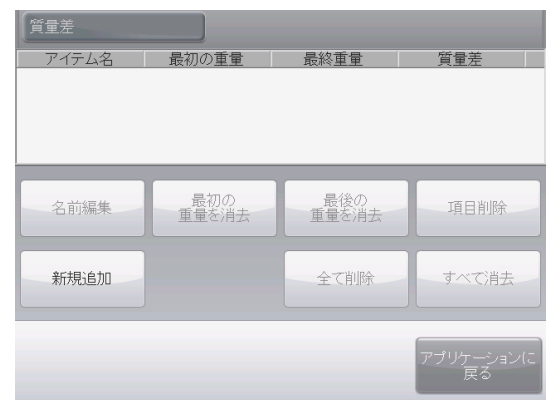 質量差
アイテム名 最初の重量 最終重量 質量差
名前編集
最初の
重量を消去
最後の
重量を消去
項目削除
新規追加
全て削除
すべて消去
アプリケーションに
戻る